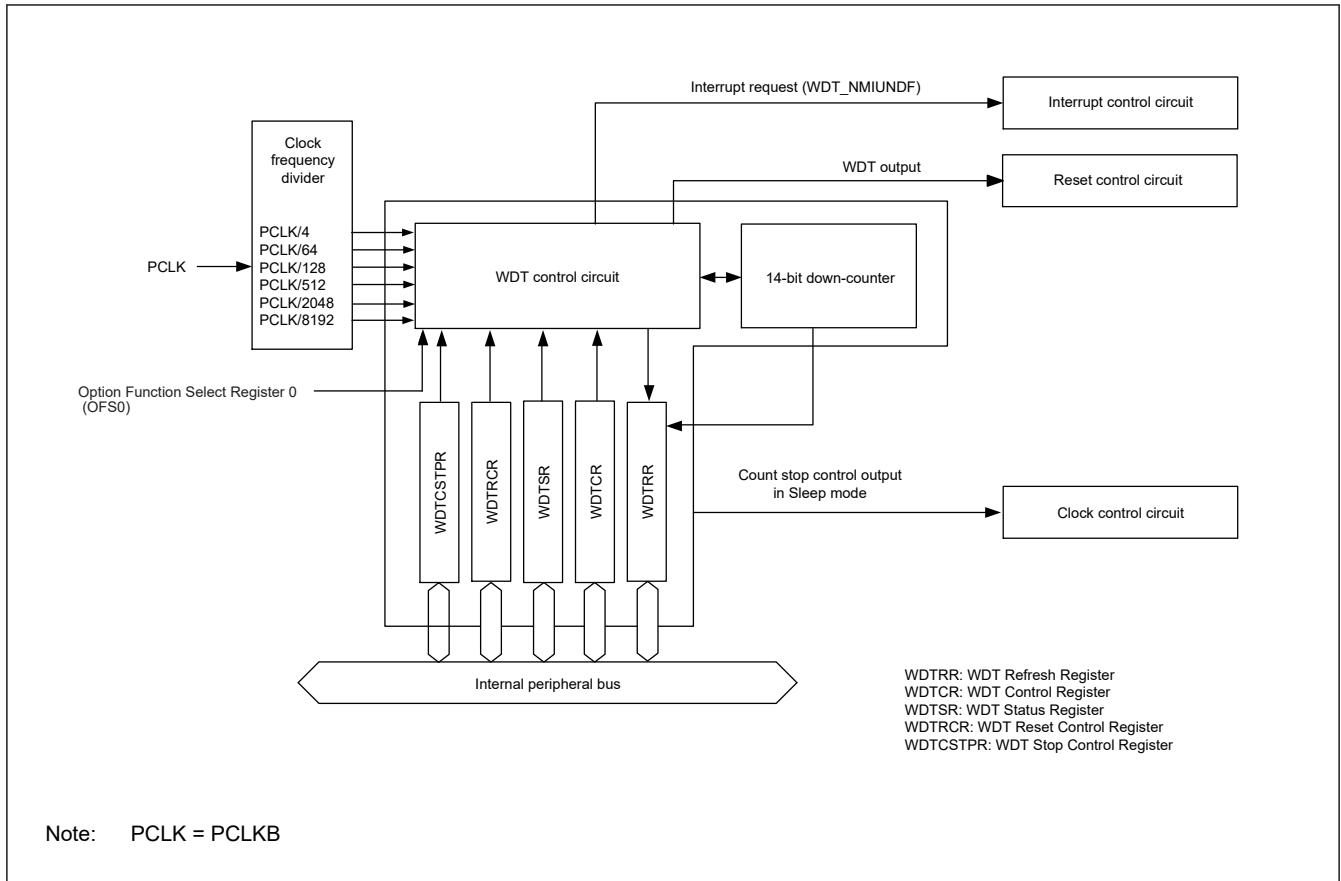 Interrupt request (WDT_NMIUNDF)
Interrupt control circuit
Clock
frequency
divider
WDT output
Reset control circuit
PCLK
PCLK/4
PCLK/64
PCLK/128
PCLK/512
PCLK/2048
PCLK/8192
WDT control circuit
14-bit down-counter
Option Function Select Register 0
(OFS0)
WDTCSTPR
WDTRCR
WDTSR
WDTCR
WDTRR
Count stop control output
in Sleep mode
Clock control circuit
Internal peripheral bus
WDTRR: WDT Refresh Register
WDTCR: WDT Control Register
WDTSR: WDT Status Register
WDTRCR: WDT Reset Control Register
WDTCSTPR: WDT Stop Control Register
Note: PCLK = PCLKB